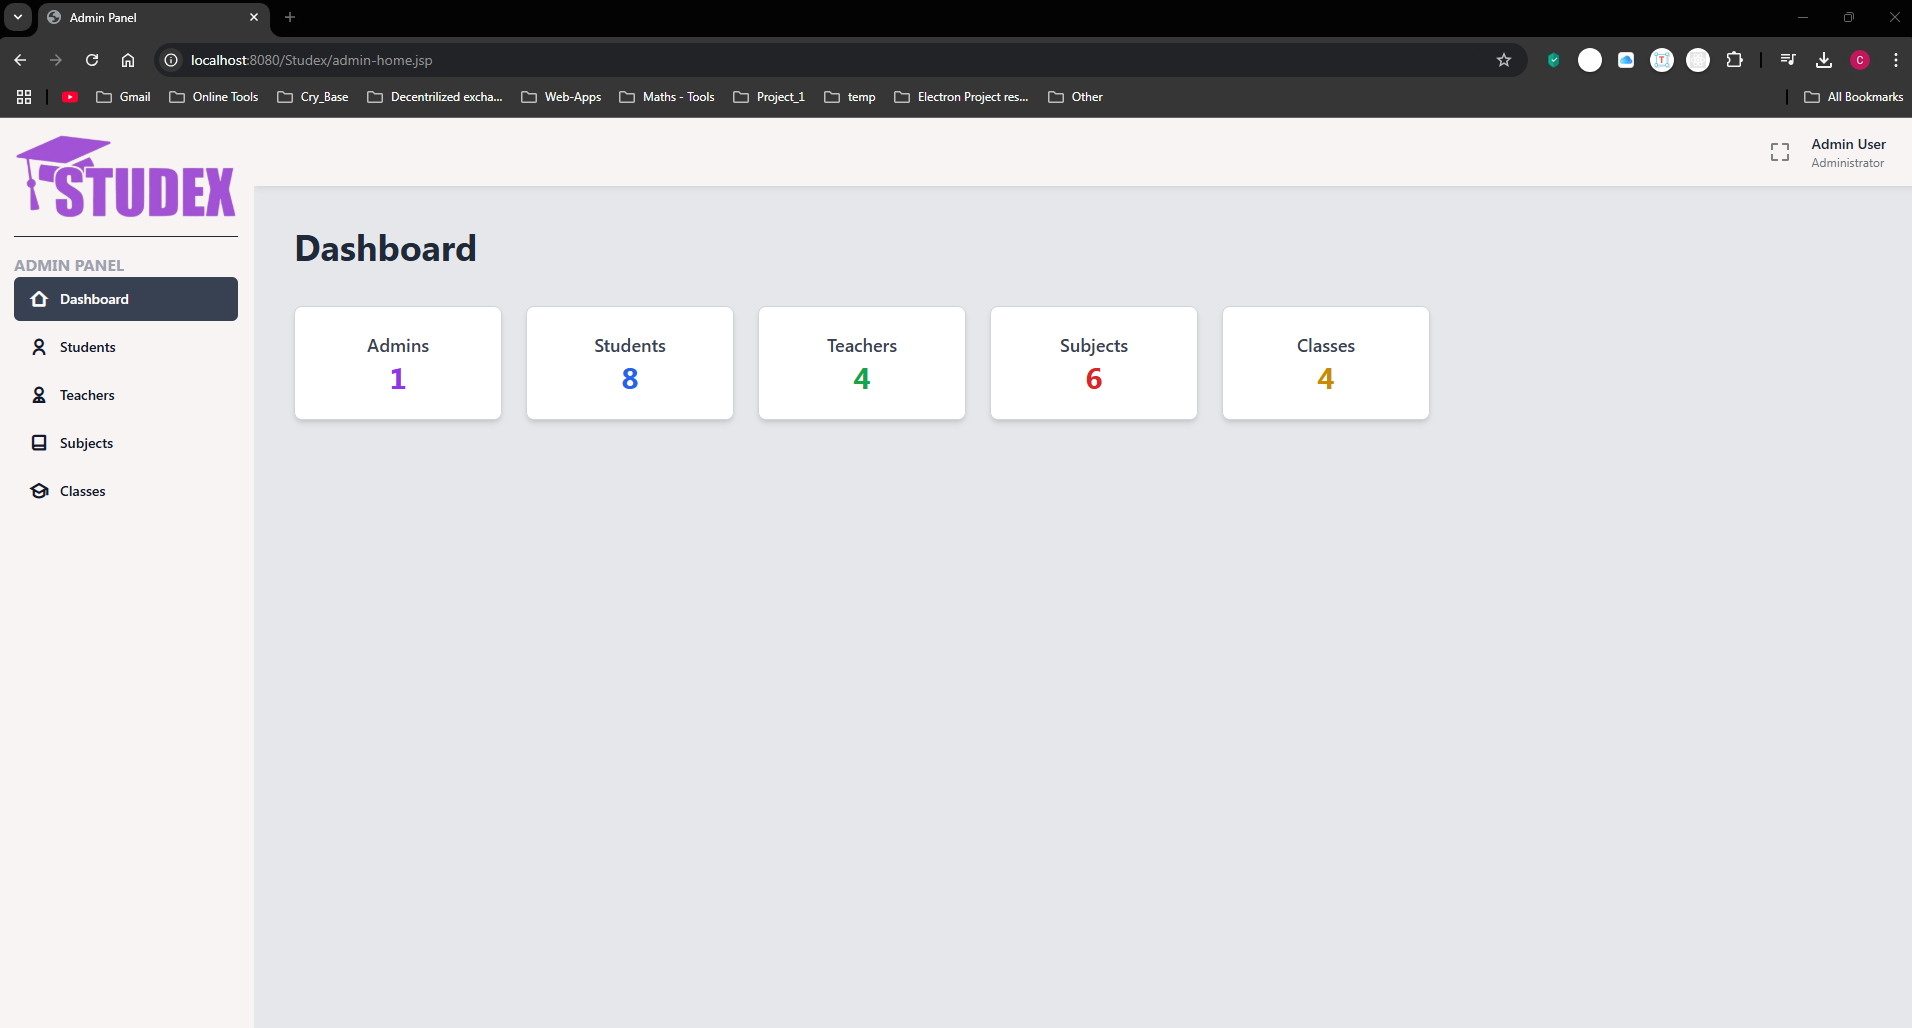 Admin Panel
localhost:8080/Studex/admin-home.jsp
T
C
Gmail
Online Tools
Cry_Base
Decentrilized excha...
Web-Apps
Maths - Tools
Project_1
temp
Electron Project res...
Other
All Bookmarks
STUDEX
Admin User
Administrator
ADMIN PANEL
Dashboard
Students
Teachers
Subjects
Classes
Dashboard
Admins
1
Students
8
Teachers
4
Subjects
6
Classes
4